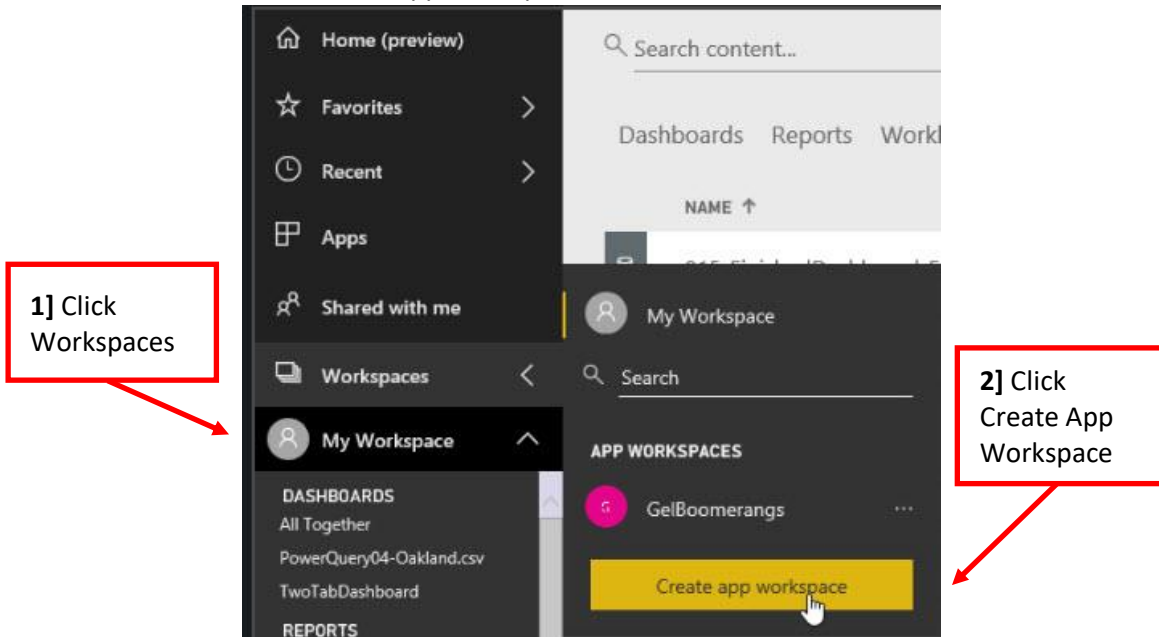 Home (preview)
Search content...
Favorites
Dashboards Reports
Recent
NAME ↑
Apps
1] Click
Workspaces
Shared with me
My Workspace
Workspaces
Search
2] Click
Create App
Workspace
My Workspace
APP WORKSPACES
DASHBOARDS
All Together
G
GelBoomerangs
...
PowerQuery04-Oakland.csv
TwoTabDashboard
Create app workspace
REPORTS